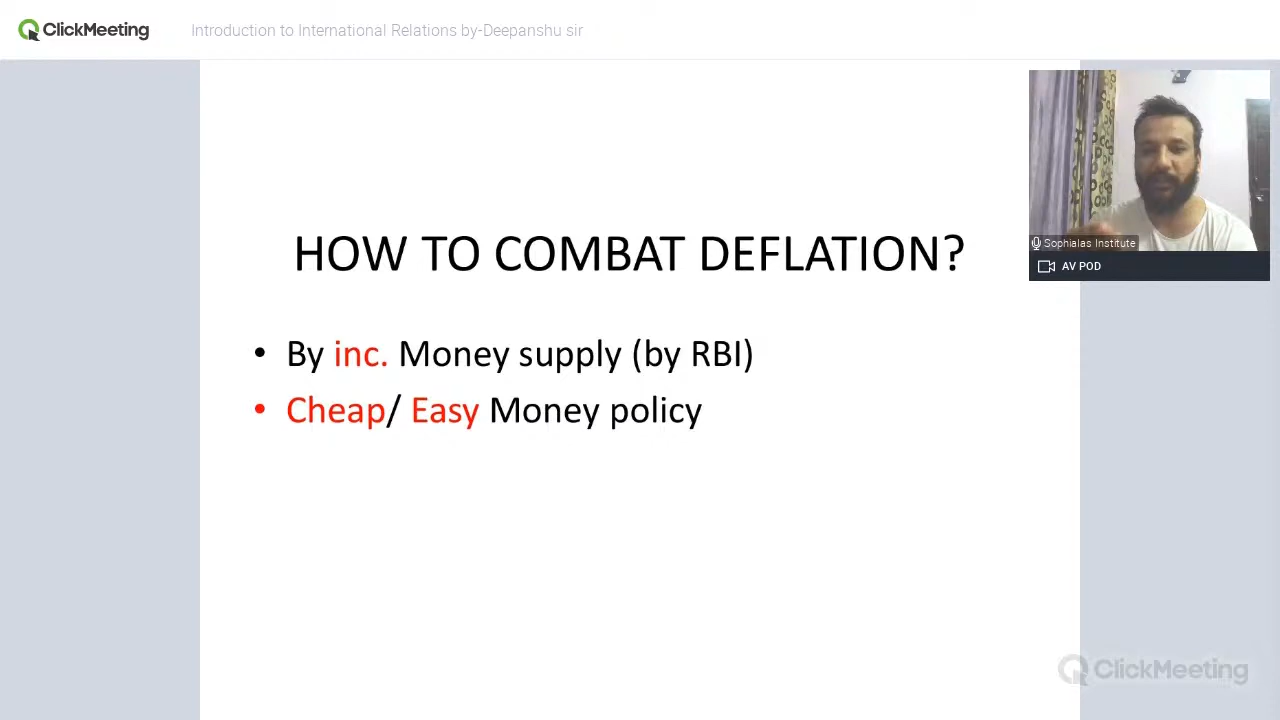 ClickMeeting
Introduction to International Relations by-Deepanshu sir
HOW TO COMBAT DEFLATION?
• By inc. Money supply (by RBI)
• Cheap/ Easy Money policy
Sophialas Institute
AV POD
ClickMeeting